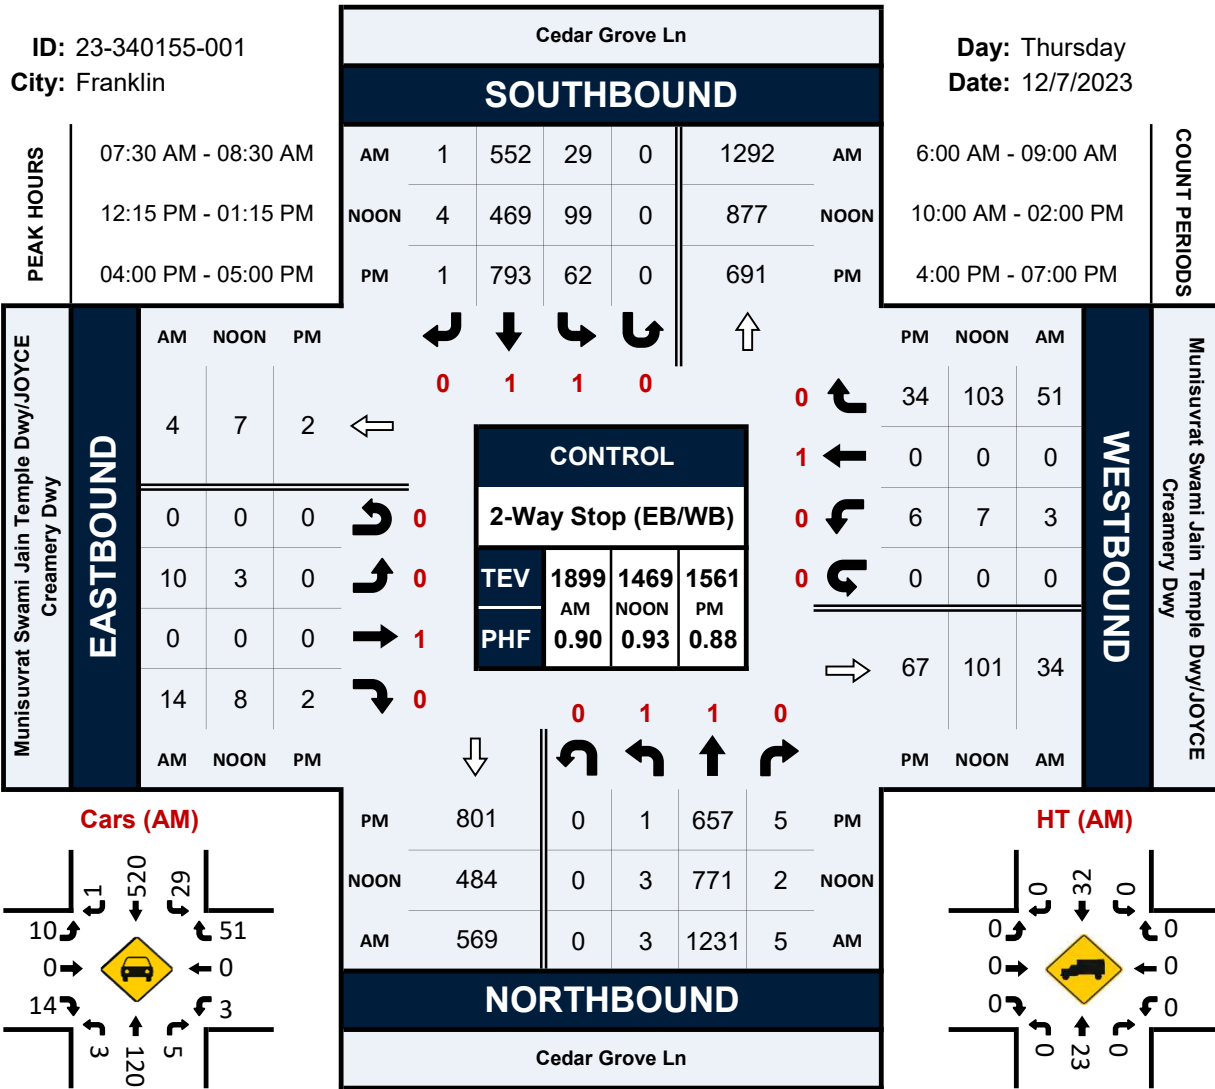 ID: 23-340155-001
City: Franklin
Day: Thursday
Date: 12/7/2023
Cedar Grove Ln
SOUTHBOUND
PEAK HOURS
07:30 AM - 08:30 AM
12:15 PM - 01:15 PM
04:00 PM - 05:00 PM
AM 1 552 29 0 1292 AM
NOON 4 469 99 0 877 NOON
PM 1 793 62 0 691 PM
6:00 AM - 09:00 AM
10:00 AM - 02:00 PM
4:00 PM - 07:00 PM
COUNT PERIODS
0 1 1 0
Munisuvrat Swami Jain Temple Dwy/JOYCE
Creamery Dwy
EASTBOUND
AM NOON PM
4 7 2
0 0 0 0
10 3 0 0
0 0 0 1
14 8 2 0
AM NOON PM
CONTROL
2-Way Stop (EB/WB)
TEV 1899 1469 1561
AM NOON PM
PHF 0.90 0.93 0.88
PM NOON AM
0 34 103 51
1 0 0 0
0 6 7 3
0 0 0 0
67 101 34
PM NOON AM
WESTBOUND
Munisuvrat Swami Jain Temple Dwy/JOYCE
Creamery Dwy
0 1 1 0
PM 801 0 1 657 5 PM
NOON 484 0 3 771 2 NOON
AM 569 0 3 1231 5 AM
NORTHBOUND
Cedar Grove Ln
Cars (AM)
1 520 29
10 51
0 0
14 3
3 120 5
HT (AM)
0 32 0
0 0
0 0
0 0
0 23 0